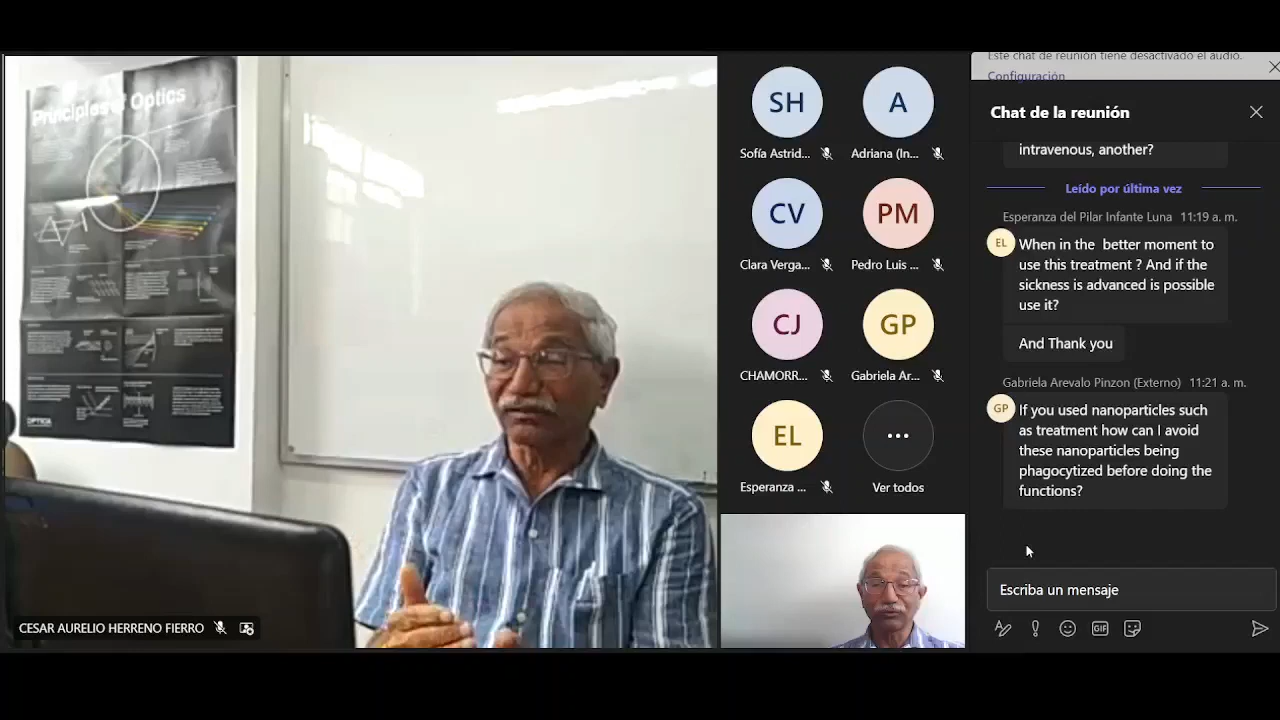 Principles of Optics
OPTICA
CESAR AURELIO HERRENO FIERRO
SH
A
Sofía Astrid...
Adriana (In...
CV
PM
Clara Verga...
Pedro Luis ...
CJ
GP
CHAMORR...
Gabriela Ar...
EL
Esperanza ...
Ver todos
Este chat de reunión tiene desactivado el audio.
Configuración
Chat de la reunión
intravenous, another?
Leído por última vez
Esperanza del Pilar Infante Luna 11:19 a. m.
EL
When in the better moment to
use this treatment ? And if the
sickness is advanced is possible
use it?
And Thank you
Gabriela Arevalo Pinzon (Externo) 11:21 a. m.
GP
If you used nanoparticles such
as treatment how can I avoid
these nanoparticles being
phagocytized before doing the
functions?
Escriba un mensaje
GIF